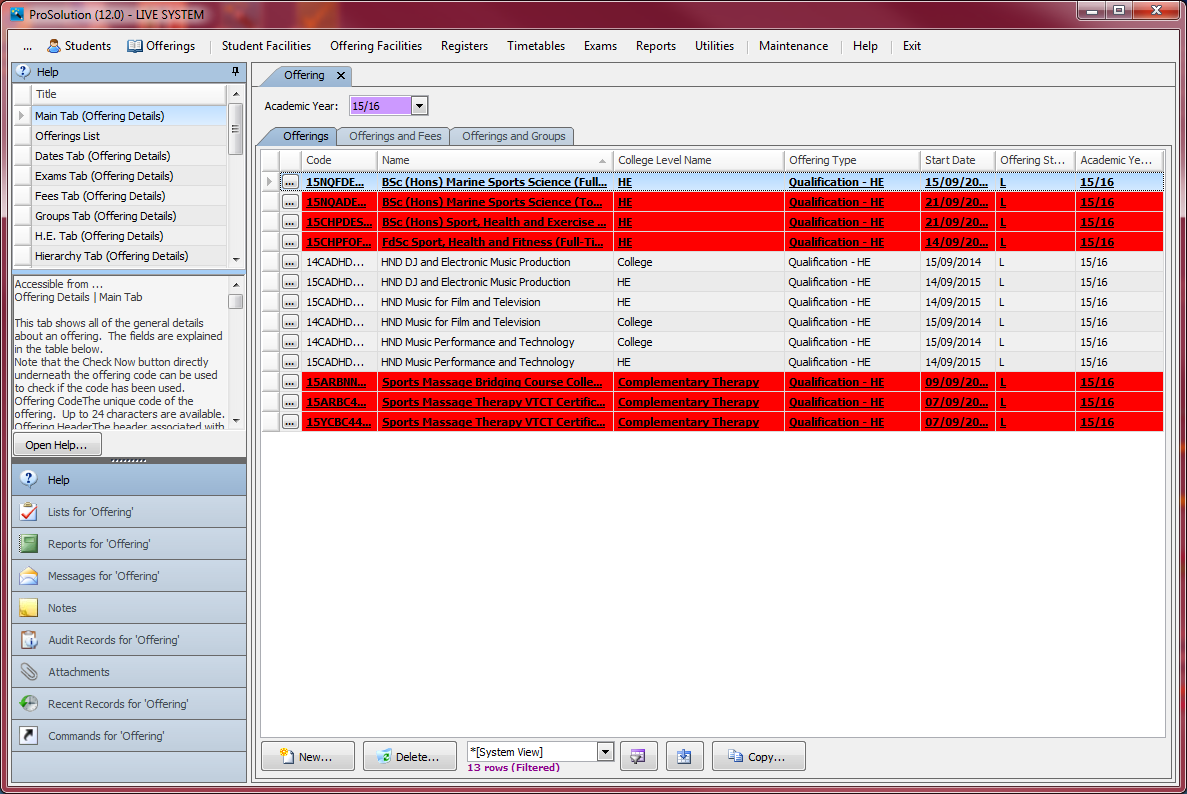 ProSolution (12.0) - LIVE SYSTEM
... Students Offerings Student Facilities Offering Facilities Registers Timetables Exams Reports Utilities Maintenance Help Exit
Help
Title
Main Tab (Offering Details)
Offerings List
Dates Tab (Offering Details)
Exams Tab (Offering Details)
Fees Tab (Offering Details)
Groups Tab (Offering Details)
H.E. Tab (Offering Details)
Hierarchy Tab (Offering Details)
Accessible from ...
Offering Details | Main Tab
This tab shows all of the general details
about an offering. The fields are explained
in the table below.
Note that the Check Now button directly
underneath the offering code can be used
to check if the code has been used.
Offering CodeThe unique code of the
offering. Up to 24 characters are available.
Offering HeaderThe header associated with
Open Help...
Help
Lists for 'Offering'
Reports for 'Offering'
Messages for 'Offering'
Notes
Audit Records for 'Offering'
Attachments
Recent Records for 'Offering'
Commands for 'Offering'
Offering
Academic Year: 15/16
Offerings Offerings and Fees Offerings and Groups
Code Name College Level Name Offering Type Start Date Offering St... Academic Ye...
... 15NQFDE... BSc (Hons) Marine Sports Science (Full... HE Qualification - HE 15/09/20... L 15/16
... 15NQADE... BSc (Hons) Marine Sports Science (To... HE Qualification - HE 21/09/20... L 15/16
... 15CHPDES... BSc (Hons) Sport, Health and Exercise ... HE Qualification - HE 21/09/20... L 15/16
... 15CHPFOF... FdSc Sport, Health and Fitness (Full-Ti... HE Qualification - HE 14/09/20... L 15/16
... 14CADHD... HND DJ and Electronic Music Production College Qualification - HE 15/09/2014 L 15/16
... 15CADHD... HND DJ and Electronic Music Production HE Qualification - HE 14/09/2015 L 15/16
... 15CADHD... HND Music for Film and Television HE Qualification - HE 14/09/2015 L 15/16
... 14CADHD... HND Music for Film and Television College Qualification - HE 15/09/2014 L 15/16
... 14CADHD... HND Music Performance and Technology College Qualification - HE 15/09/2014 L 15/16
... 15CADHD... HND Music Performance and Technology HE Qualification - HE 14/09/2015 L 15/16
... 15ARBNN... Sports Massage Bridging Course Colle... Complementary Therapy Qualification - HE 09/09/20... L 15/16
... 15ARBC4... Sports Massage Therapy VTCT Certific... Complementary Therapy Qualification - HE 07/09/20... L 15/16
... 15YCBC44... Sports Massage Therapy VTCT Certific... Complementary Therapy Qualification - HE 07/09/20... L 15/16
New... Delete... *[System View] Copy...
13 rows (Filtered)